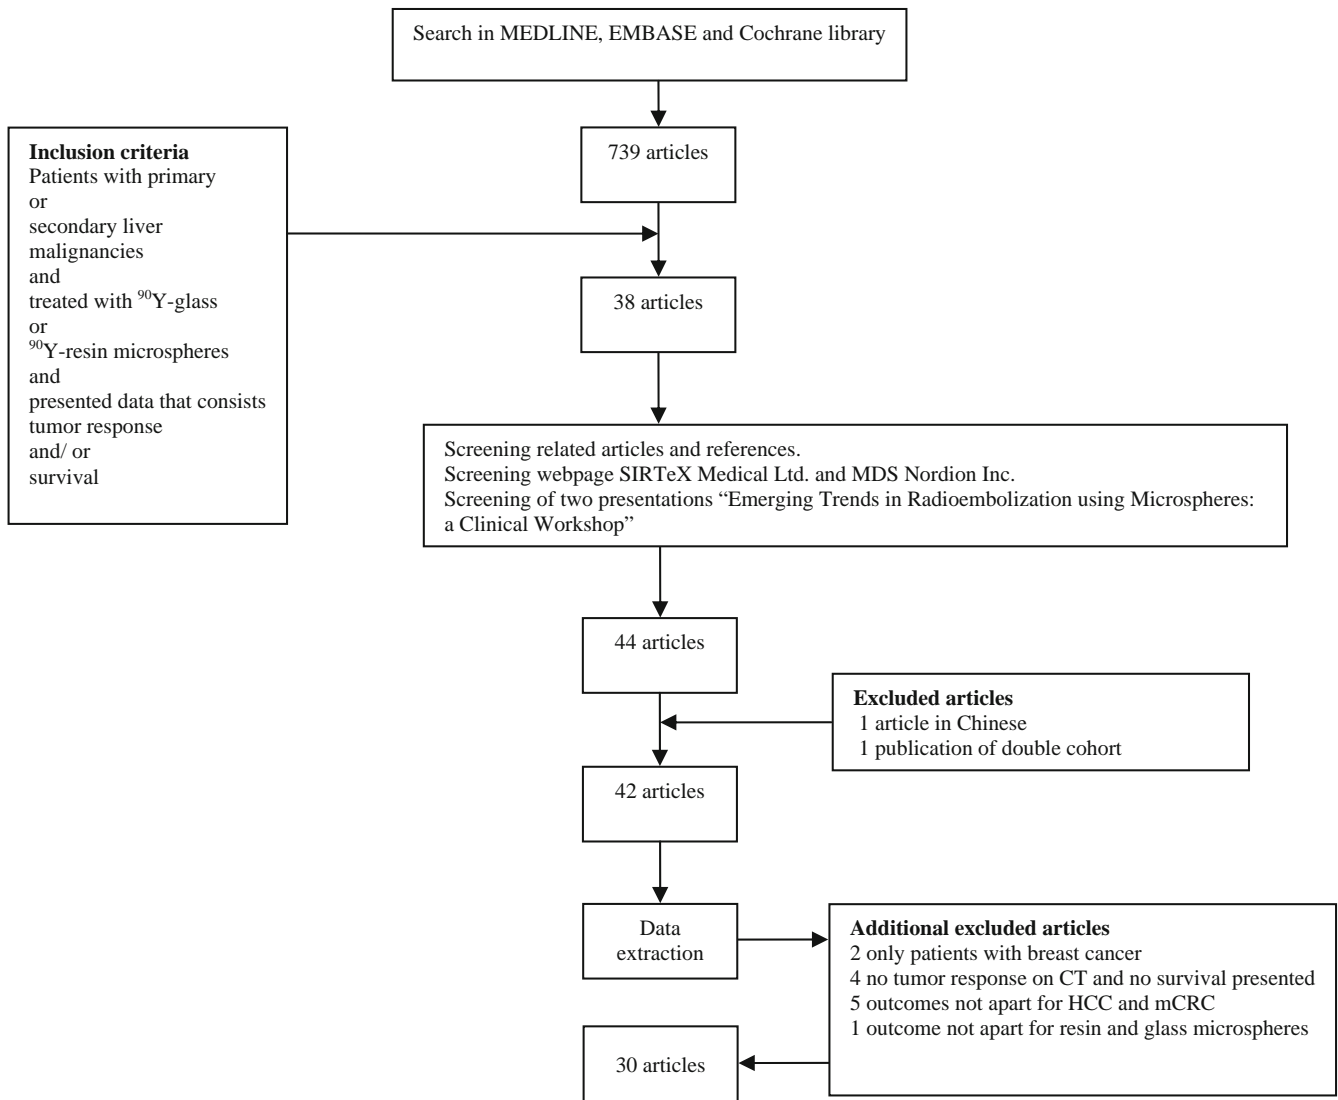 Search in MEDLINE, EMBASE and Cochrane library
739 articles
Inclusion criteria
Patients with primary
or
secondary liver
malignancies
and
treated with ⁹⁰Y-glass
or
⁹⁰Y-resin microspheres
and
presented data that consists
tumor response
and/ or
survival
38 articles
Screening related articles and references.
Screening webpage SIRTeX Medical Ltd. and MDS Nordion Inc.
Screening of two presentations “Emerging Trends in Radioembolization using Microspheres:
a Clinical Workshop”
44 articles
Excluded articles
1 article in Chinese
1 publication of double cohort
42 articles
Data
extraction
Additional excluded articles
2 only patients with breast cancer
4 no tumor response on CT and no survival presented
5 outcomes not apart for HCC and mCRC
1 outcome not apart for resin and glass microspheres
30 articles